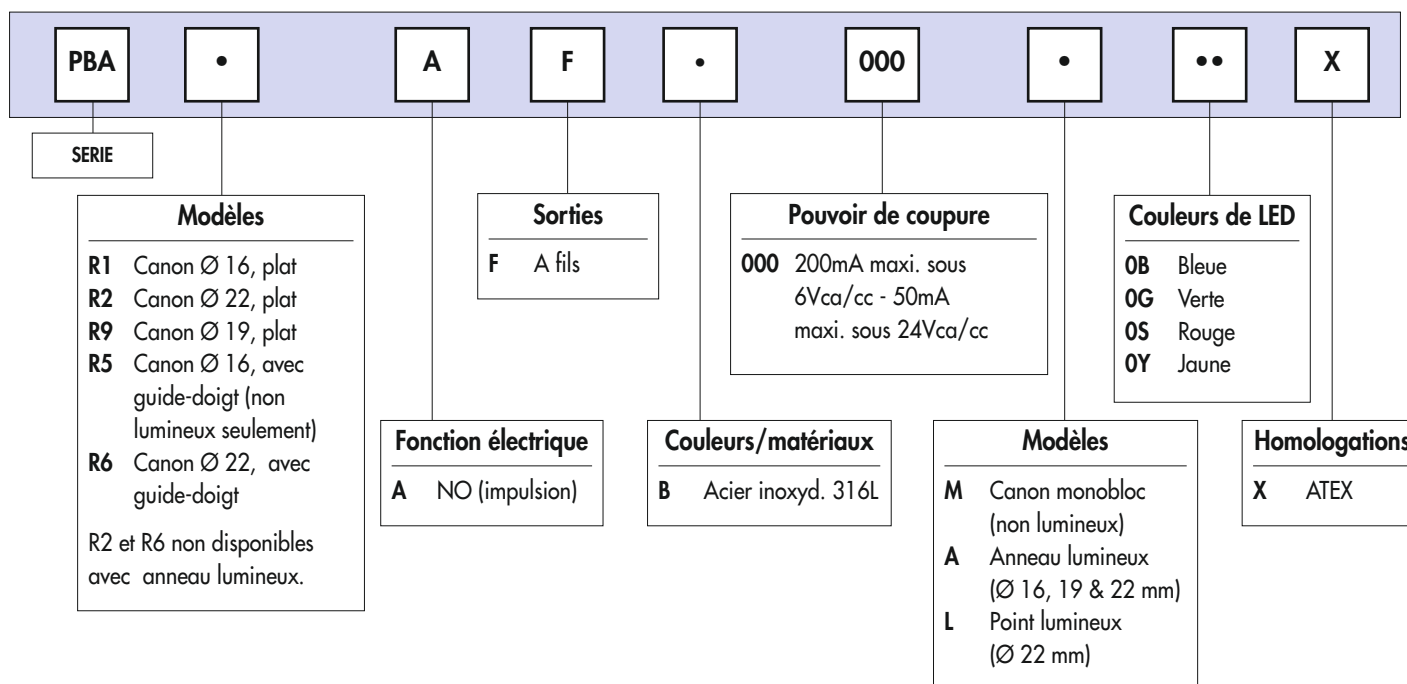 PBA • A F • 000 • •• X
SERIE
Modèles
R1 Canon Ø 16, plat
R2 Canon Ø 22, plat
R9 Canon Ø 19, plat
R5 Canon Ø 16, avec
guide-doigt (non
lumineux seulement)
R6 Canon Ø 22, avec
guide-doigt
R2 et R6 non disponibles
avec anneau lumineux.
Fonction électrique
A NO (impulsion)
Sorties
F A fils
Couleurs/matériaux
B Acier inoxyd. 316L
Pouvoir de coupure
000 200mA maxi. sous
6Vca/cc - 50mA
maxi. sous 24Vca/cc
Modèles
M Canon monobloc
(non lumineux)
A Anneau lumineux
(Ø 16, 19 & 22 mm)
L Point lumineux
(Ø 22 mm)
Couleurs de LED
0B Bleue
0G Verte
0S Rouge
0Y Jaune
Homologations
X ATEX